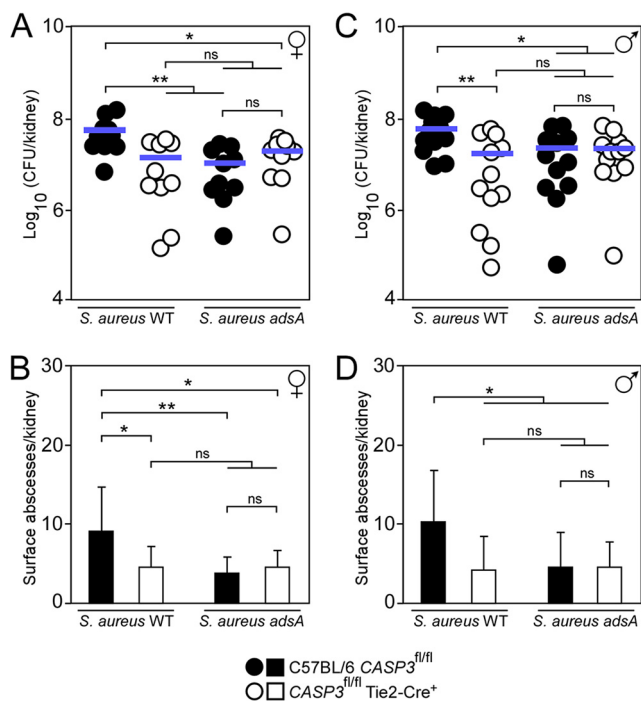 A
10
8
6
4
Log10 (CFU/kidney)
*
ns
**
ns
S. aureus WT
S. aureus adsA
C
10
8
6
4
Log10 (CFU/kidney)
*
ns
**
ns
S. aureus WT
S. aureus adsA
B
30
20
10
0
Surface abscesses/kidney
*
**
*
ns
ns
S. aureus WT
S. aureus adsA
D
30
20
10
0
Surface abscesses/kidney
*
ns
ns
S. aureus WT
S. aureus adsA
C57BL/6 CASP3fl/fl
CASP3fl/fl Tie2-Cre+